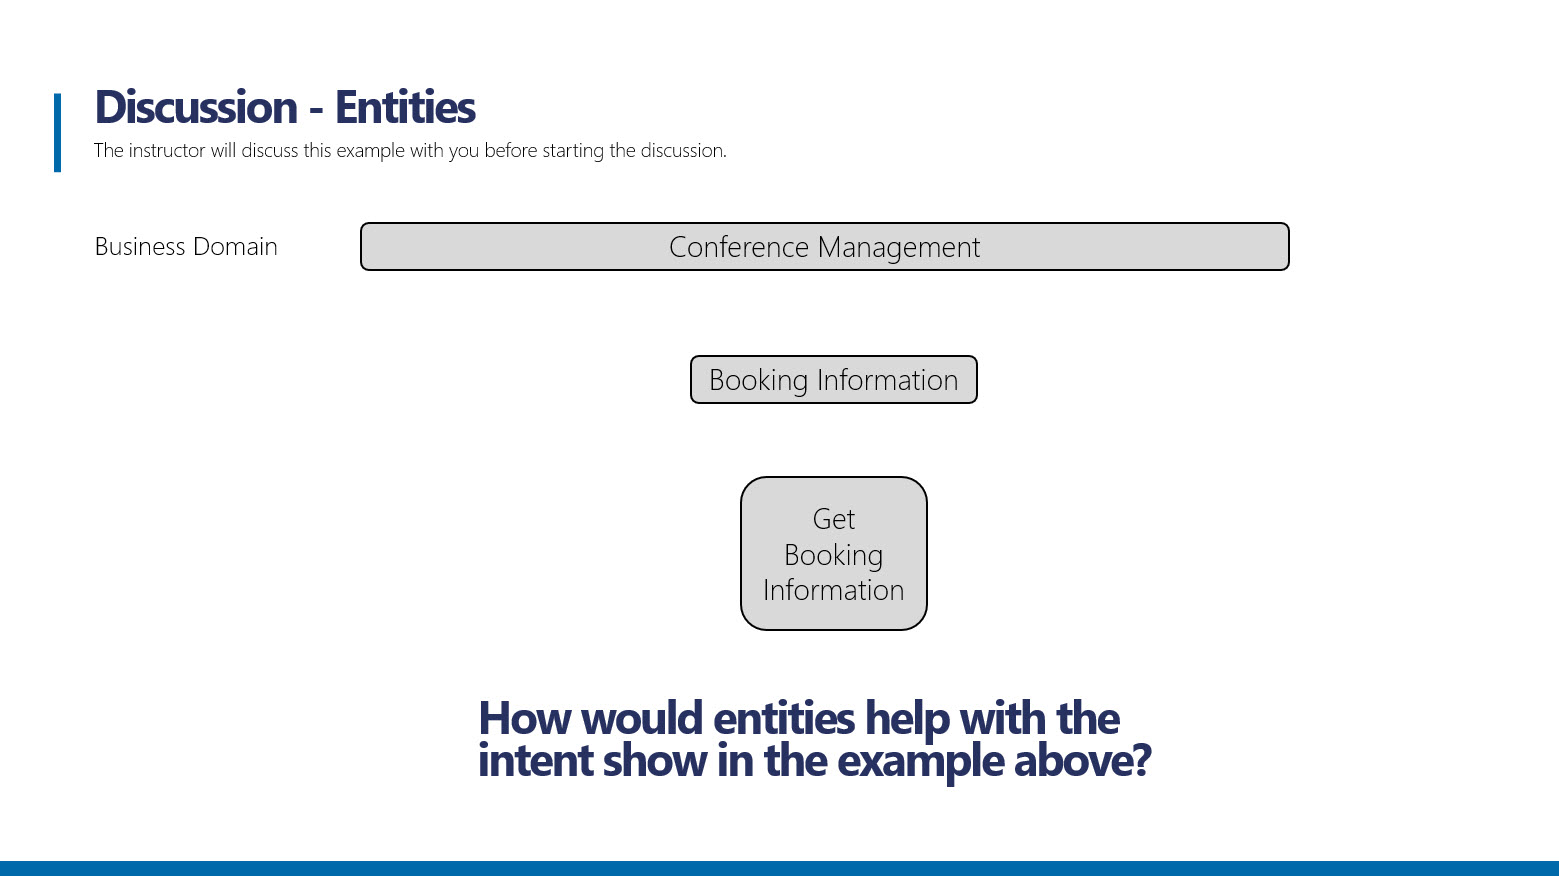 Discussion - Entities
The instructor will discuss this example with you before starting the discussion.
Business Domain
Conference Management
Booking Information
Get
Booking
Information
How would entities help with the
intent show in the example above?